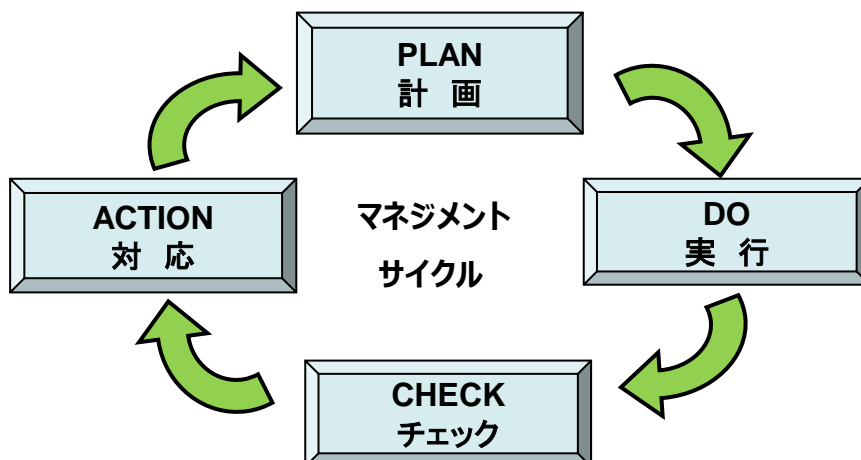 PLAN
計 画
ACTION
対 応
マネジメント
サイクル
DO
実 行
CHECK
チェック